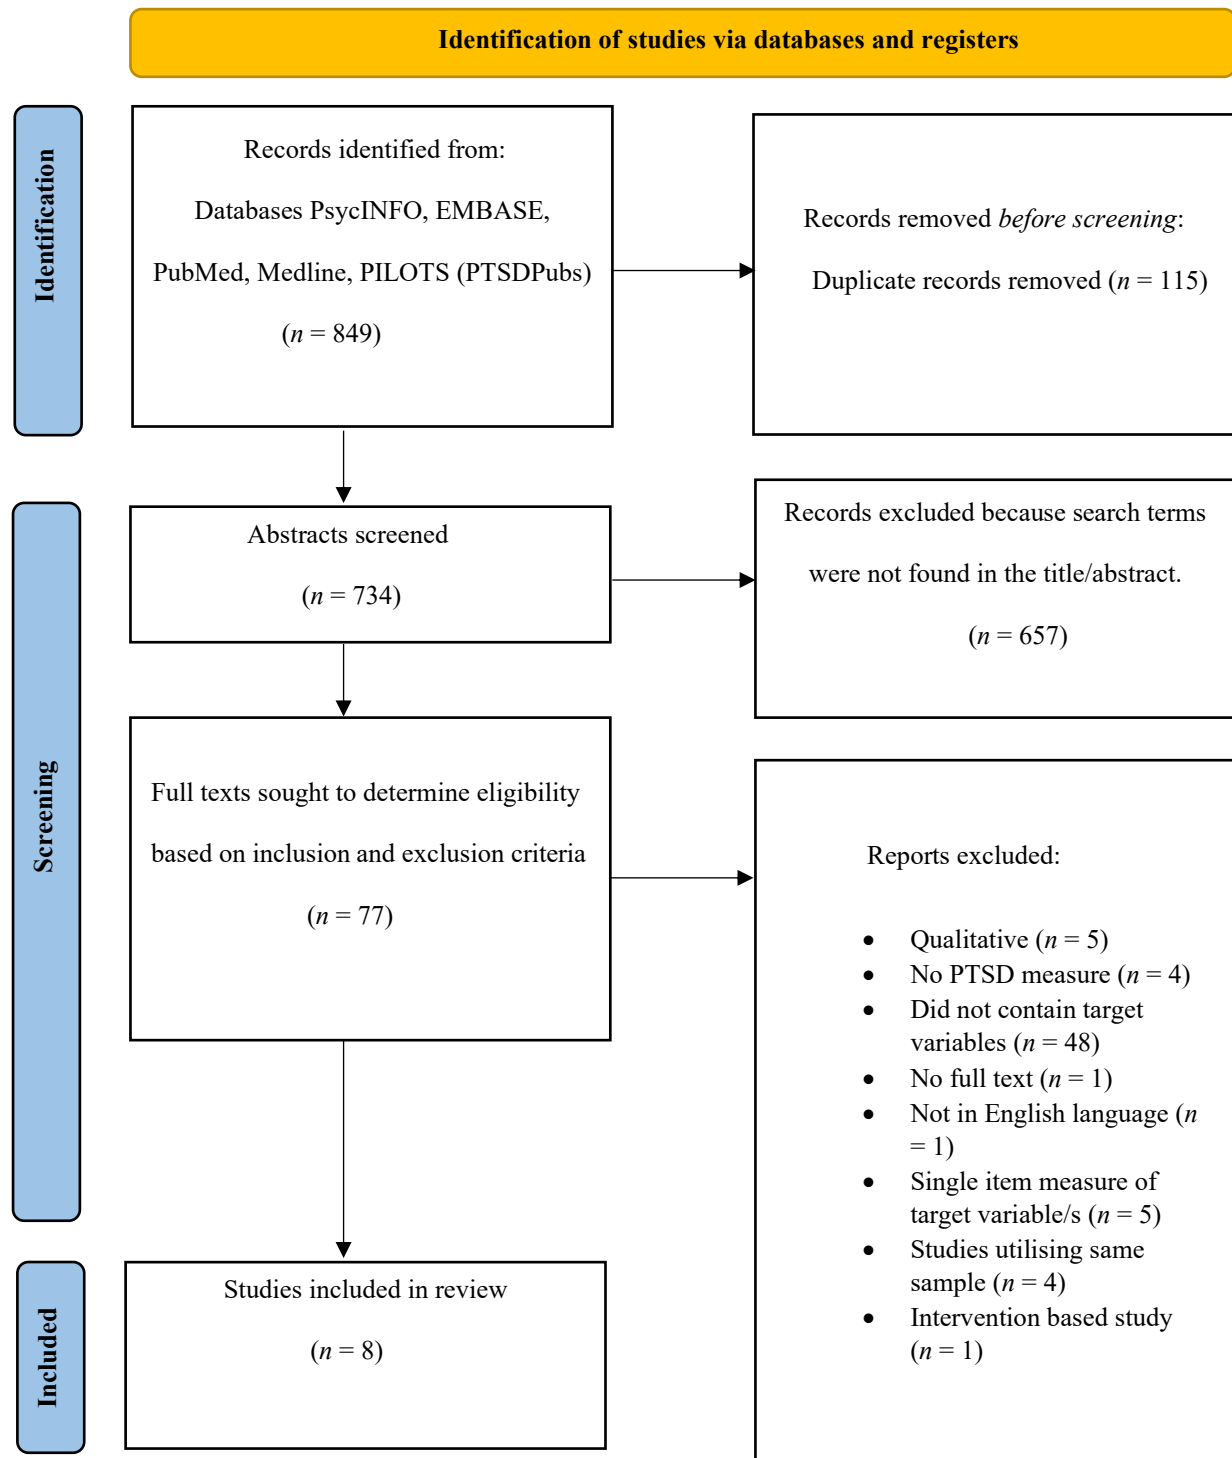 Identification of studies via databases and registers
Identification
Records identified from:
Databases PsycINFO, EMBASE,
PubMed, Medline, PILOTS (PTSDPubs)
(n = 849)
Records removed before screening:
Duplicate records removed (n = 115)
Screening
Abstracts screened
(n = 734)
Records excluded because search terms
were not found in the title/abstract.
(n = 657)
Full texts sought to determine eligibility
based on inclusion and exclusion criteria
(n = 77)
Reports excluded:
• Qualitative (n = 5)
• No PTSD measure (n = 4)
• Did not contain target
variables (n = 48)
• No full text (n = 1)
• Not in English language (n
= 1)
• Single item measure of
target variable/s (n = 5)
• Studies utilising same
sample (n = 4)
• Intervention based study
(n = 1)
Included
Studies included in review
(n = 8)